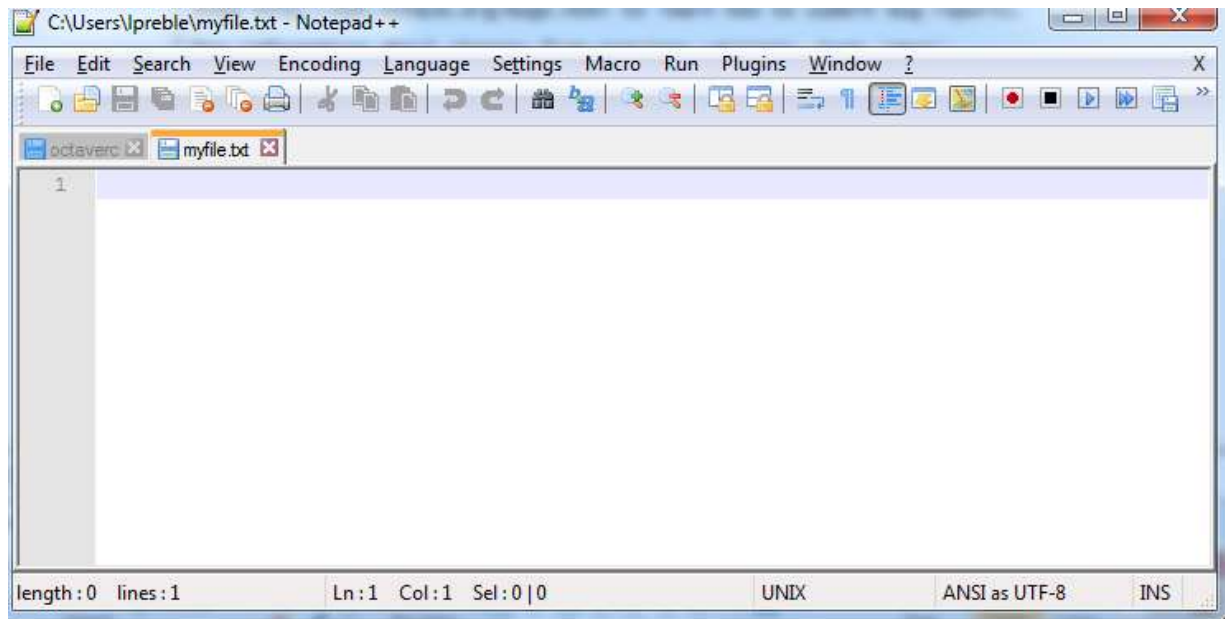 C:\Users\lpreble\myfile.txt - Notepad++
File Edit Search View Encoding Language Settings Macro Run Plugins Window ? X
octaverc myfile.txt
1
length : 0 lines : 1 Ln : 1 Col : 1 Sel : 0 | 0 UNIX ANSI as UTF-8 INS